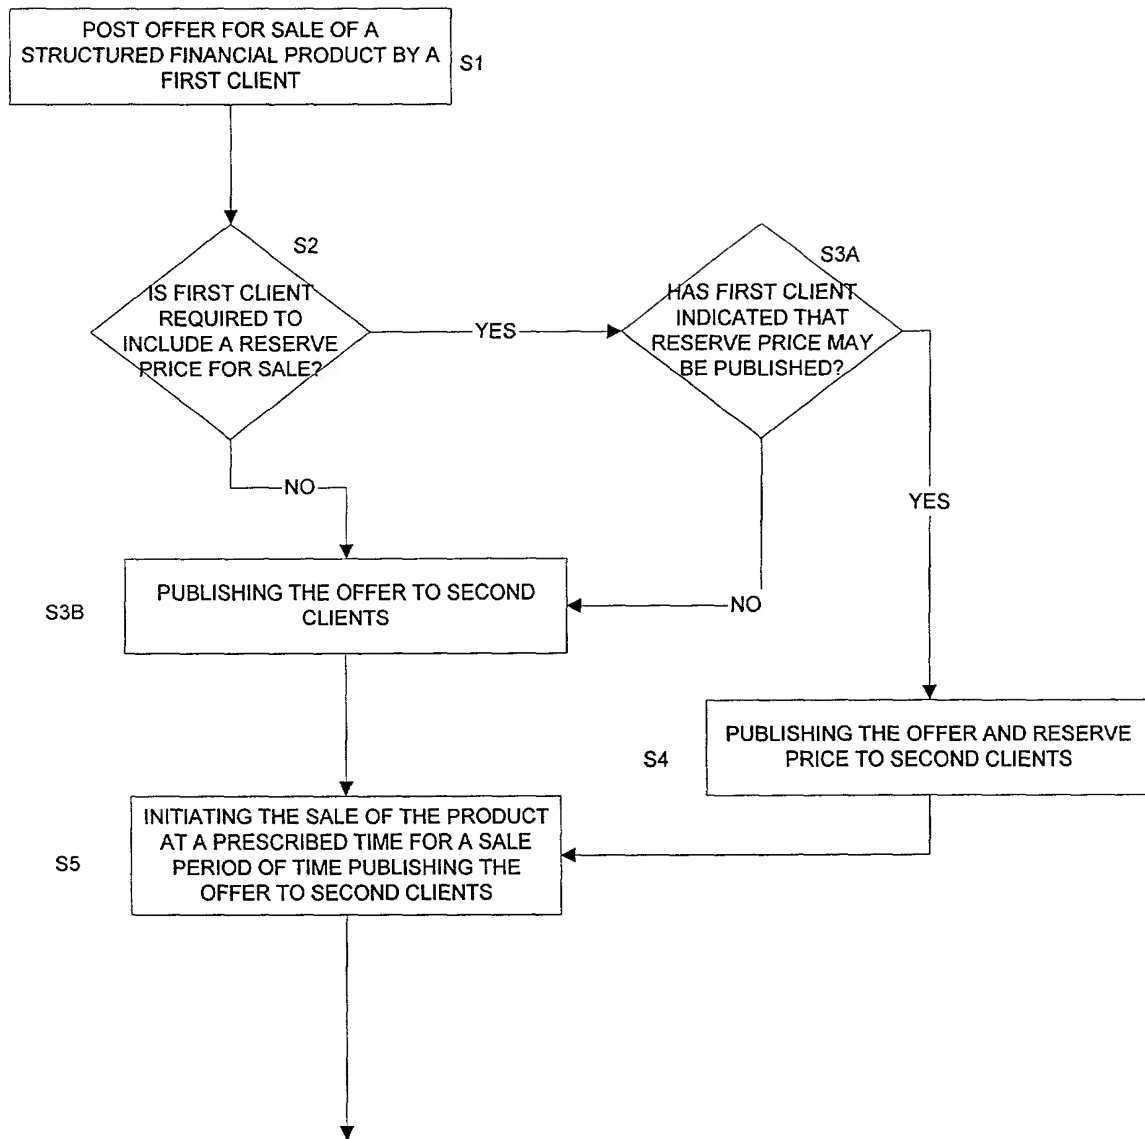 POST OFFER FOR SALE OF A
STRUCTURED FINANCIAL PRODUCT BY A
FIRST CLIENT
S1
S2
IS FIRST CLIENT
REQUIRED TO
INCLUDE A RESERVE
PRICE FOR SALE?
YES
S3A
HAS FIRST CLIENT
INDICATED THAT
RESERVE PRICE MAY
BE PUBLISHED?
NO
YES
S3B
PUBLISHING THE OFFER TO SECOND
CLIENTS
NO
S4
PUBLISHING THE OFFER AND RESERVE
PRICE TO SECOND CLIENTS
S5
INITIATING THE SALE OF THE PRODUCT
AT A PRESCRIBED TIME FOR A SALE
PERIOD OF TIME PUBLISHING THE
OFFER TO SECOND CLIENTS